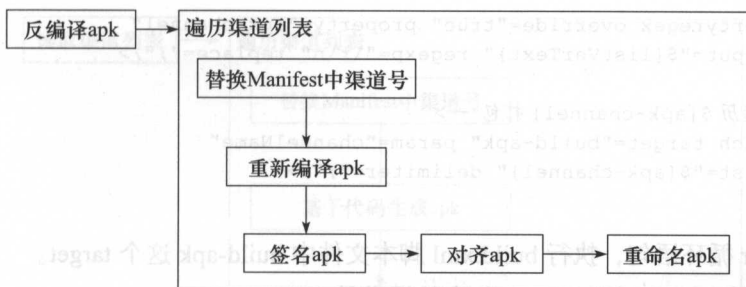 反编译apk
遍历渠道列表
替换Manifest中渠道号
重新编译apk
签名apk
对齐apk
重命名apk